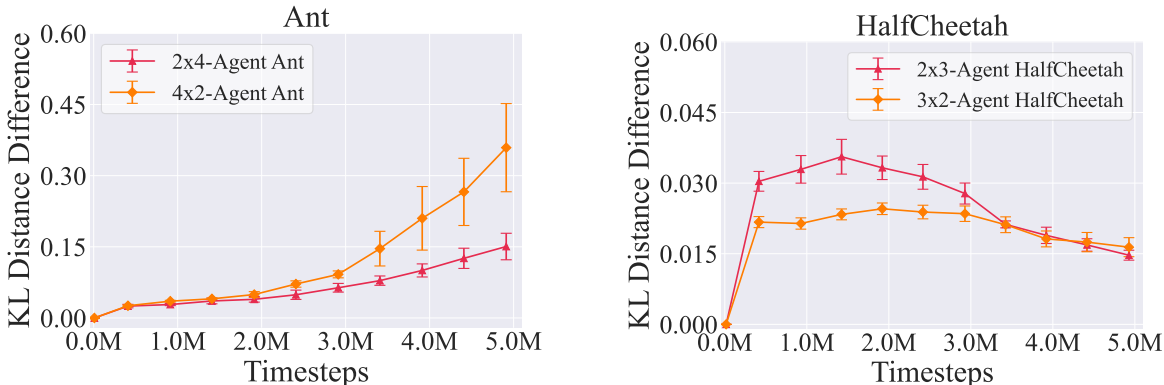 Ant
KL Distance Difference
0.60
0.45
0.30
0.15
0.00
2x4-Agent Ant
4x2-Agent Ant
0.0M 1.0M 2.0M 3.0M 4.0M 5.0M
Timesteps
HalfCheetah
KL Distance Difference
0.060
0.045
0.030
0.015
0.000
2x3-Agent HalfCheetah
3x2-Agent HalfCheetah
0.0M 1.0M 2.0M 3.0M 4.0M 5.0M
Timesteps